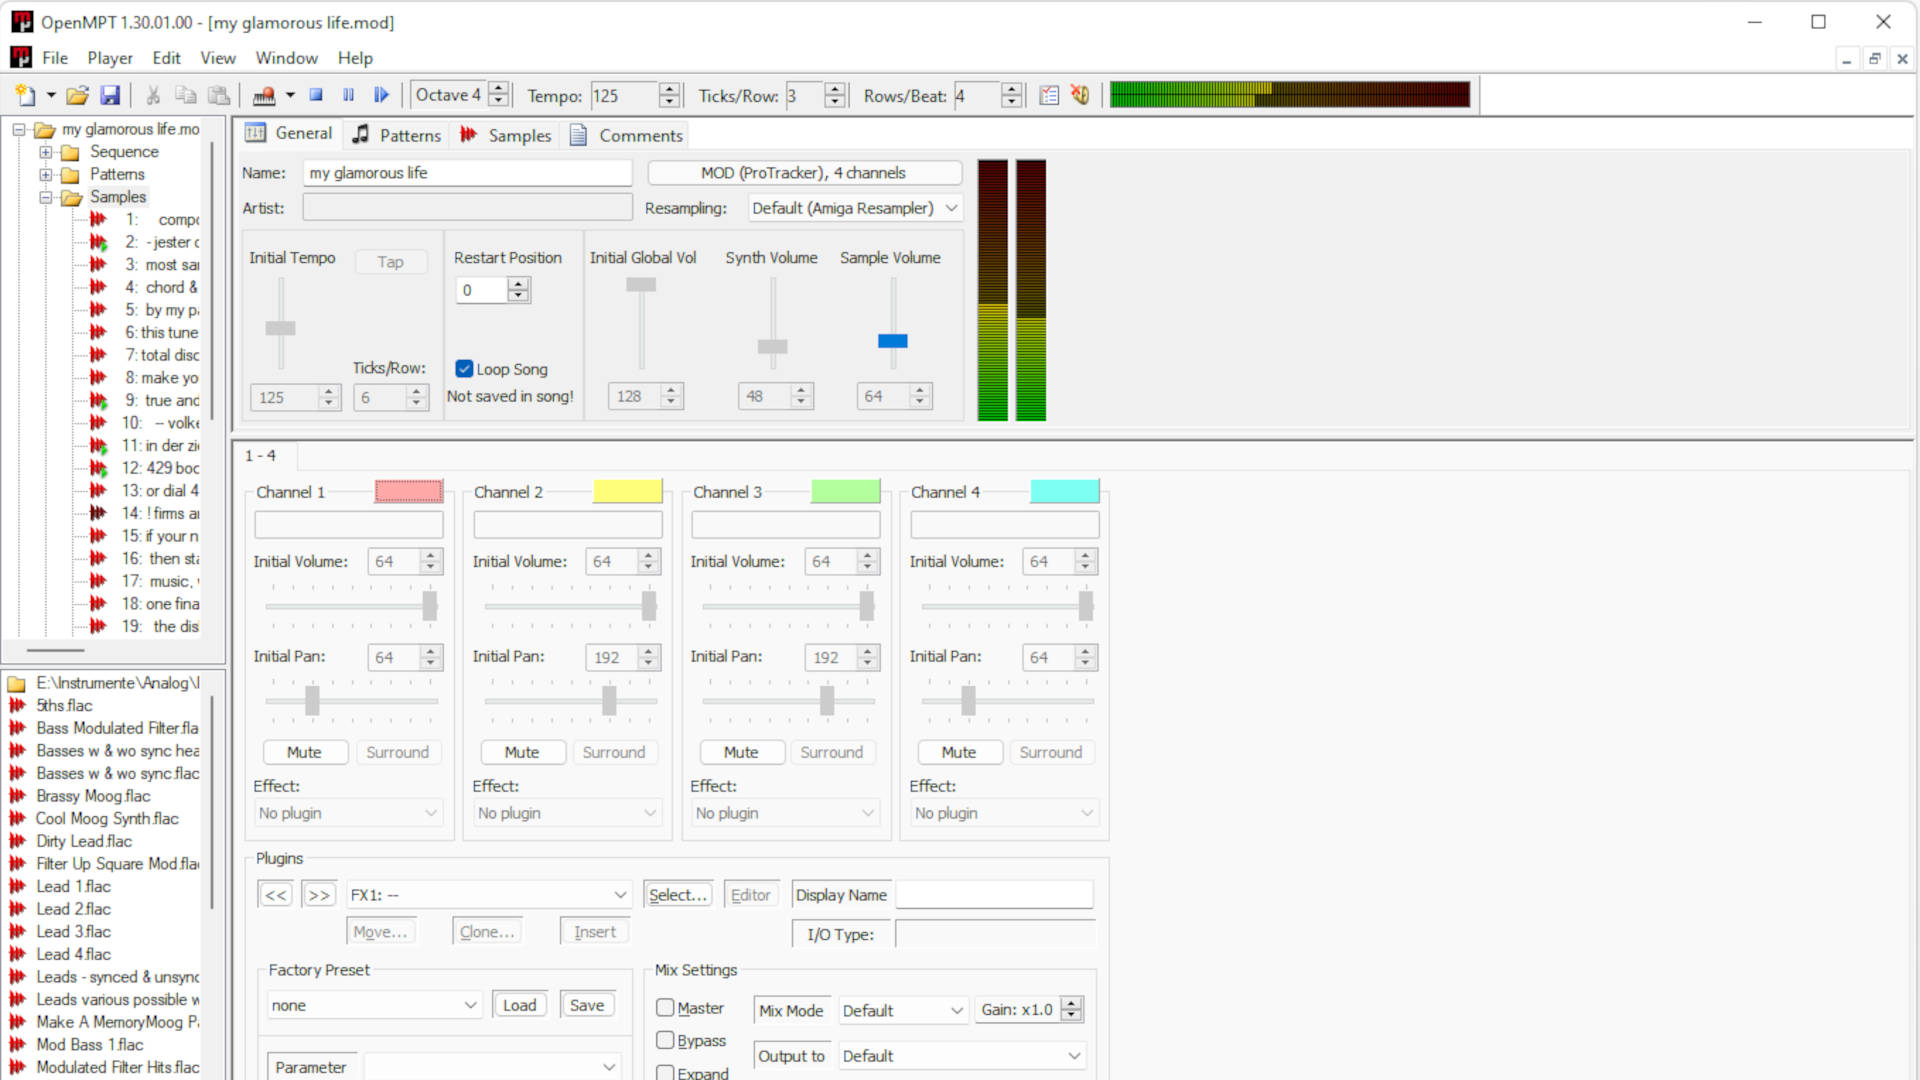 OpenMPT 1.30.01.00 - [my glamorous life.mod]
File Player Edit View Window Help
Octave 4 Tempo: 125 Ticks/Row: 3 Rows/Beat: 4
my glamorous life.mo
Sequence
Patterns
Samples
1: compo
2: - jester o
3: most sar
4: chord &
5: by my pa
6: this tune
7: total disc
8: make yo
9: true and
10: -- volke
11: in der zi
12: 429 boc
13: or dial 4
14: ! firms a
15: if your n
16: then sta
17: music,
18: one fina
19: the dis
E:\Instrumente\Analog\
5ths.flac
Bass Modulated Filter.fla
Basses w & wo sync hea
Basses w & wo sync.flac
Brassy Moog.flac
Cool Moog Synth.flac
Dirty Lead.flac
Filter Up Square Mod.fla
Lead 1.flac
Lead 2.flac
Lead 3.flac
Lead 4.flac
Leads - synced & unsync
Leads various possible w
Make A MemoryMoog Pa
Mod Bass 1.flac
Modulated Filter Hits.flac
General Patterns Samples Comments
Name: my glamorous life MOD (ProTracker), 4 channels
Artist: Resampling: Default (Amiga Resampler)
Initial Tempo Tap Restart Position Initial Global Vol Synth Volume Sample Volume
0
Ticks/Row: Loop Song
125 6 Not saved in song! 128 48 64
1 - 4
Channel 1 Channel 2 Channel 3 Channel 4
Initial Volume: 64 Initial Volume: 64 Initial Volume: 64 Initial Volume: 64
Initial Pan: 64 Initial Pan: 192 Initial Pan: 192 Initial Pan: 64
Mute Surround Mute Surround Mute Surround Mute Surround
Effect: Effect: Effect: Effect:
No plugin No plugin No plugin No plugin
Plugins
<< >> FX1: -- Select... Editor Display Name
Move... Clone... Insert I/O Type:
Factory Preset Mix Settings
none Load Save Master Mix Mode Default Gain: x1.0
Bypass
Output to Default
Parameter Expand